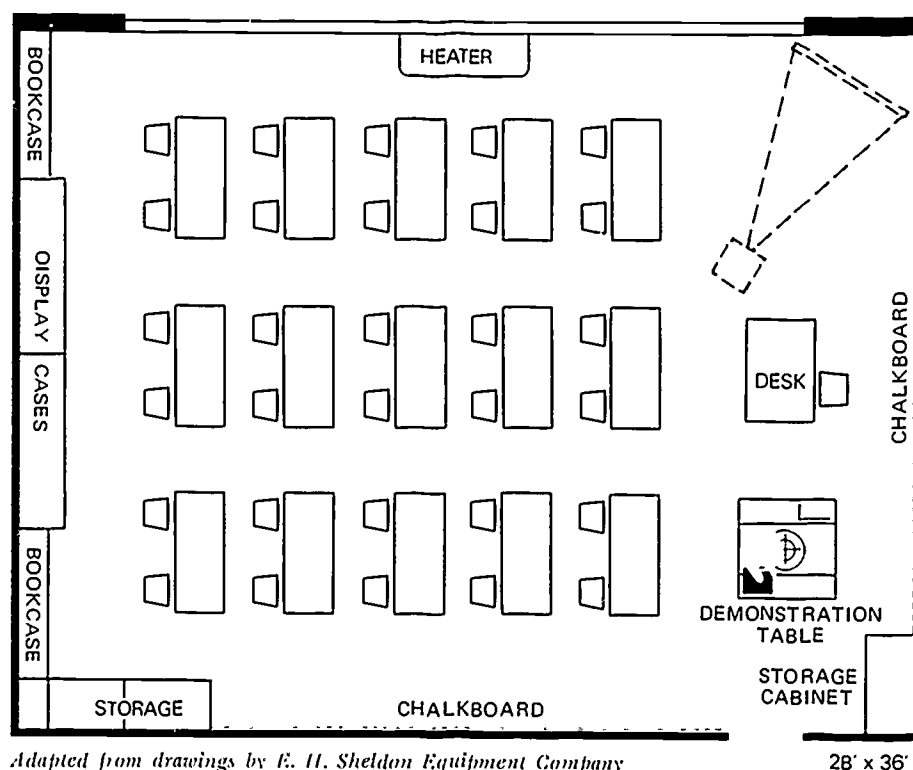 HEATER
BOOKCASE
OISPLAY
CASES
BOOKCASE
DESK
CHALKBOARD
DEMONSTRATION
TABLE
STORAGE
CABINET
STORAGE
CHALKBOARD
Adapted from drawings by E. H. Sheldon Equipment Company
28' x 36'